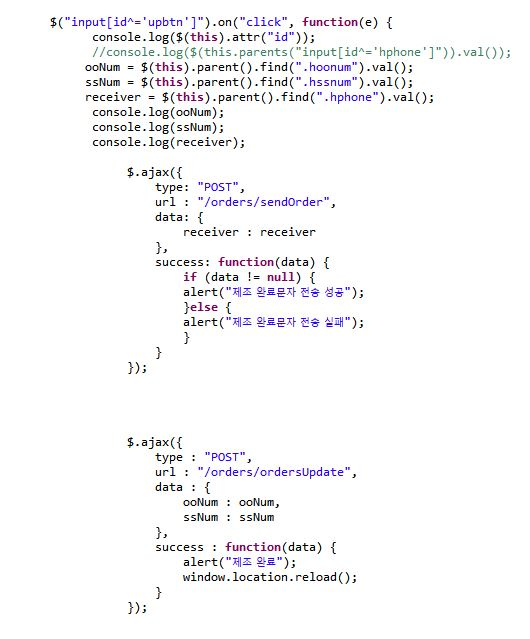 $("input[id^='upbtn']").on("click", function(e) {
console.log($(this).attr("id"));
//console.log($(this.parents("input[id^='hphone']")).val());
ooNum = $(this).parent().find(".hoonum").val();
ssNum = $(this).parent().find(".hssnum").val();
receiver = $(this).parent().find(".hphone").val();
console.log(ooNum);
console.log(ssNum);
console.log(receiver);
$.ajax({
type: "POST",
url : "/orders/sendOrder",
data: {
receiver : receiver
},
success: function(data) {
if (data != null) {
alert("제조 완료문자 전송 성공");
}else {
alert("제조 완료문자 전송 실패");
}
}
});
$.ajax({
type : "POST",
url : "/orders/ordersUpdate",
data : {
ooNum : ooNum,
ssNum : ssNum
},
success : function(data) {
alert("제조 완료");
window.location.reload();
}
});